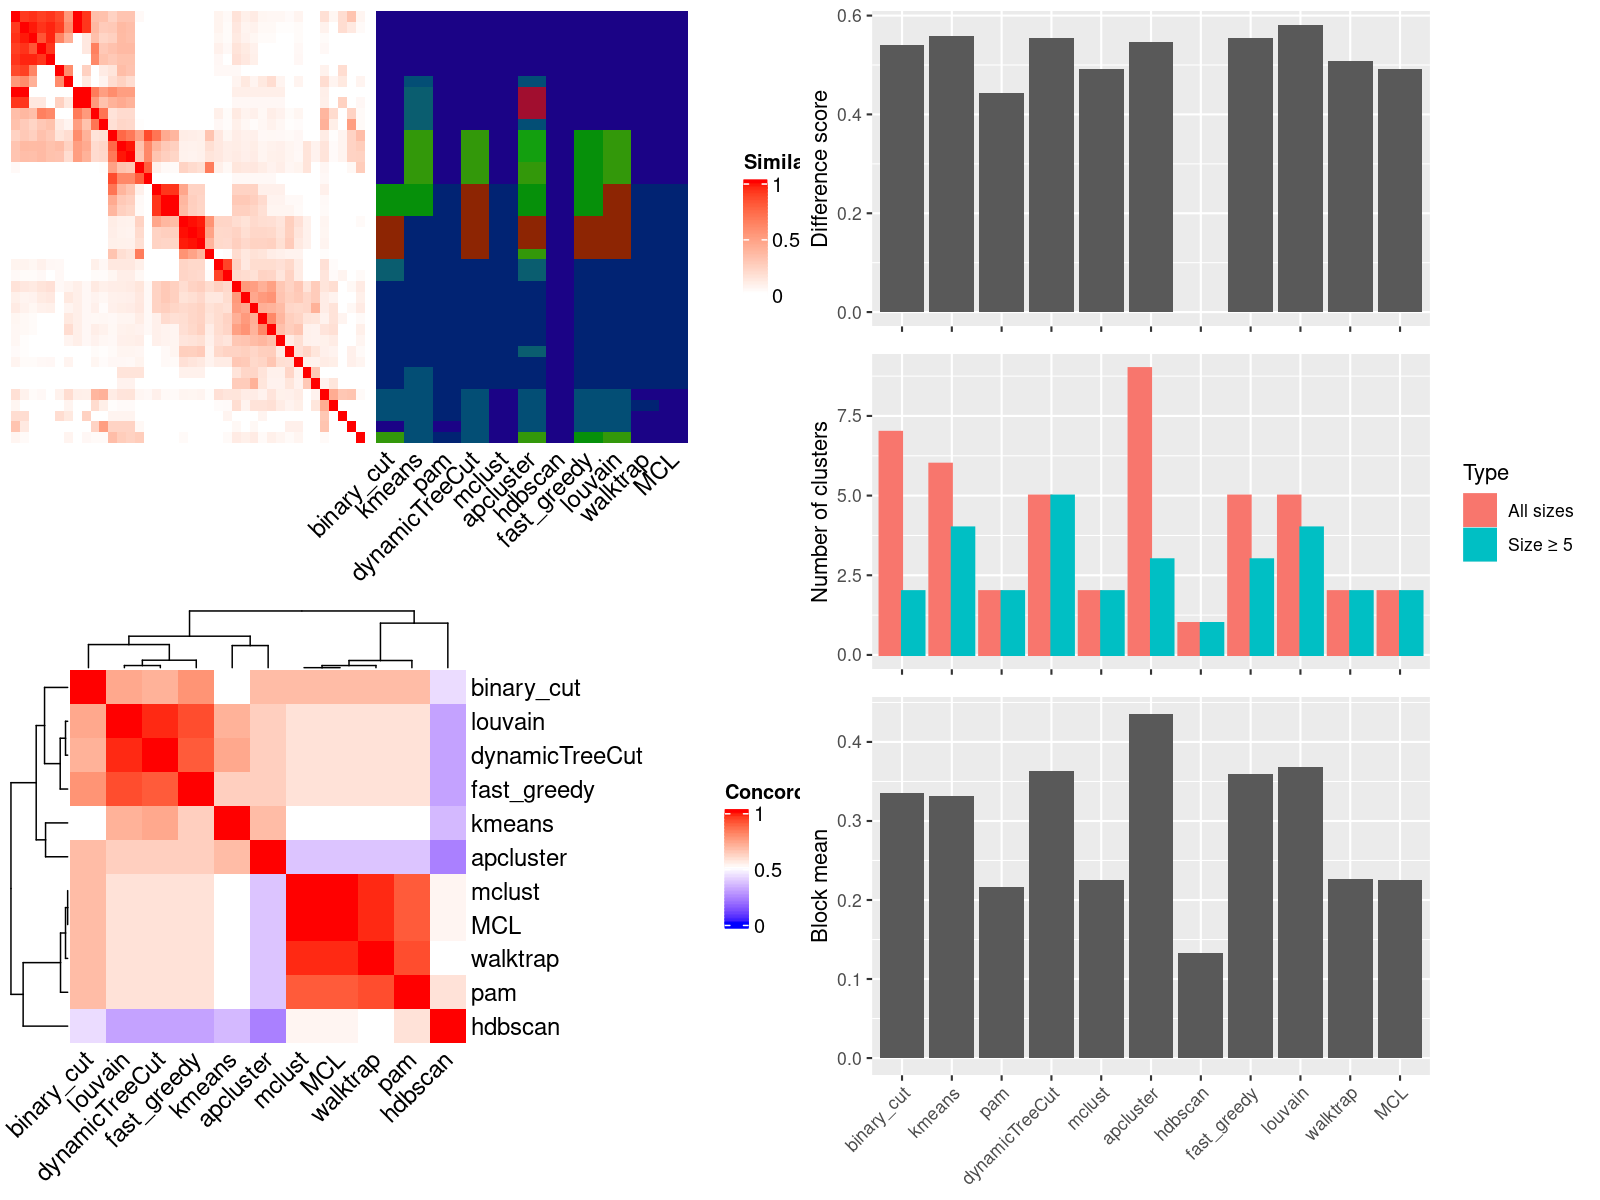 Simila
1
0.5
0
binary_cut
kmeans
pam
dynamicTreeCut
mclust
apcluster
hdbscan
fast_greedy
louvain
walktrap
MCL
Concord
1
0.5
0
binary_cut
louvain
dynamicTreeCut
fast_greedy
kmeans
apcluster
mclust
MCL
walktrap
pam
hdbscan
binary_cut
louvain
dynamicTreeCut
fast_greedy
kmeans
apcluster
mclust
MCL
walktrap
pam
hdbscan
Difference score
0.6
0.4
0.2
0.0
Number of clusters
7.5
5.0
2.5
0.0
Type
All sizes
Size ≥ 5
Block mean
0.4
0.3
0.2
0.1
0.0
binary_cut
kmeans
pam
dynamicTreeCut
mclust
apcluster
hdbscan
fast_greedy
louvain
walktrap
MCL